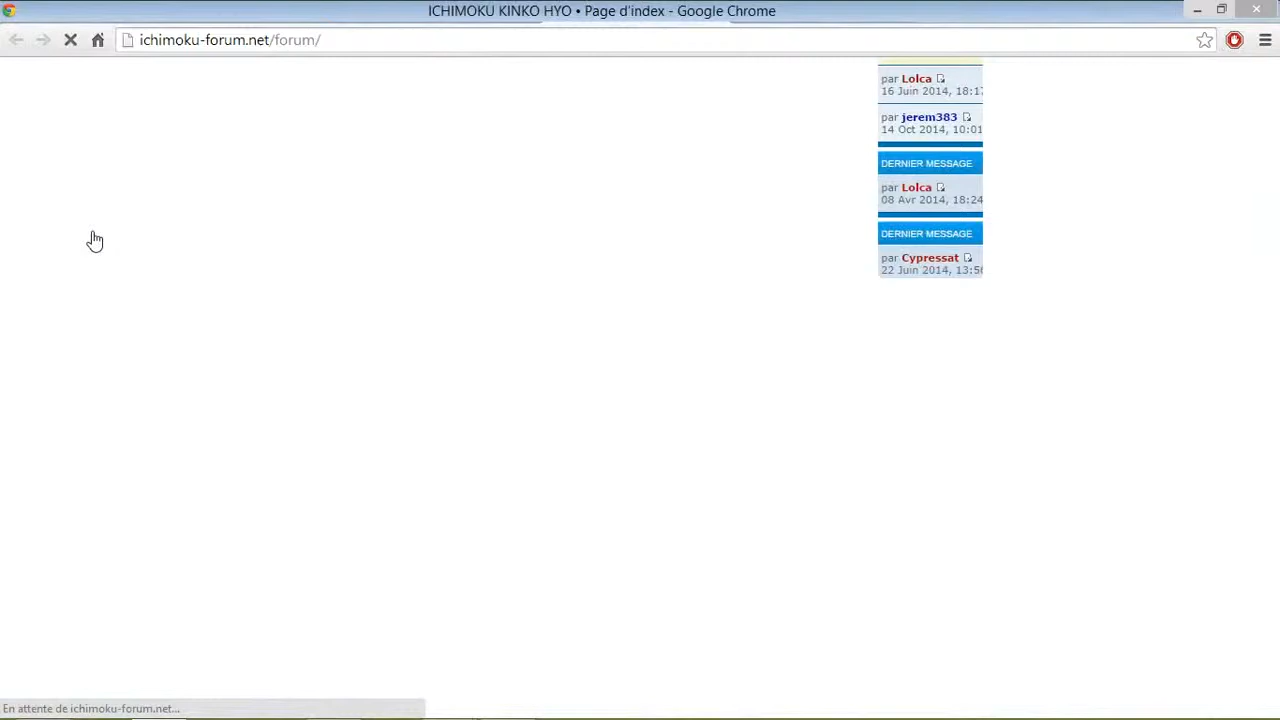 ICHIMOKU KINKO HYO • Page d'index - Google Chrome
ichimoku-forum.net/forum/
par Lolca
16 Juin 2014, 18:17
par jerem383
14 Oct 2014, 10:01
DERNIER MESSAGE
par Lolca
08 Avr 2014, 18:24
DERNIER MESSAGE
par Cypressat
22 Juin 2014, 13:56
En attente de ichimoku-forum.net...